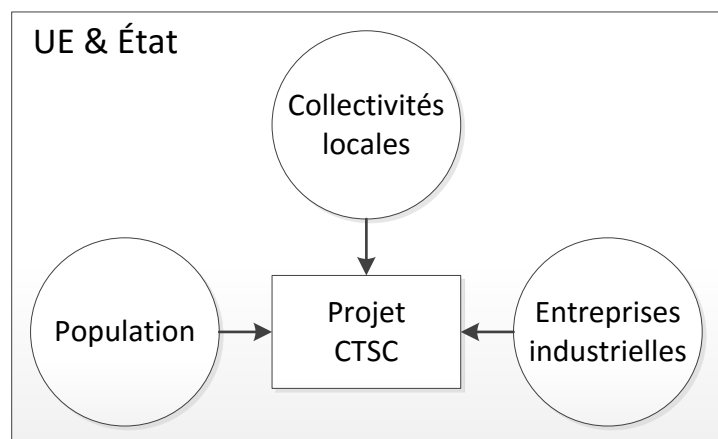 UE & État
Collectivités
locales
Population
Projet
CTSC
Entreprises
industrielles